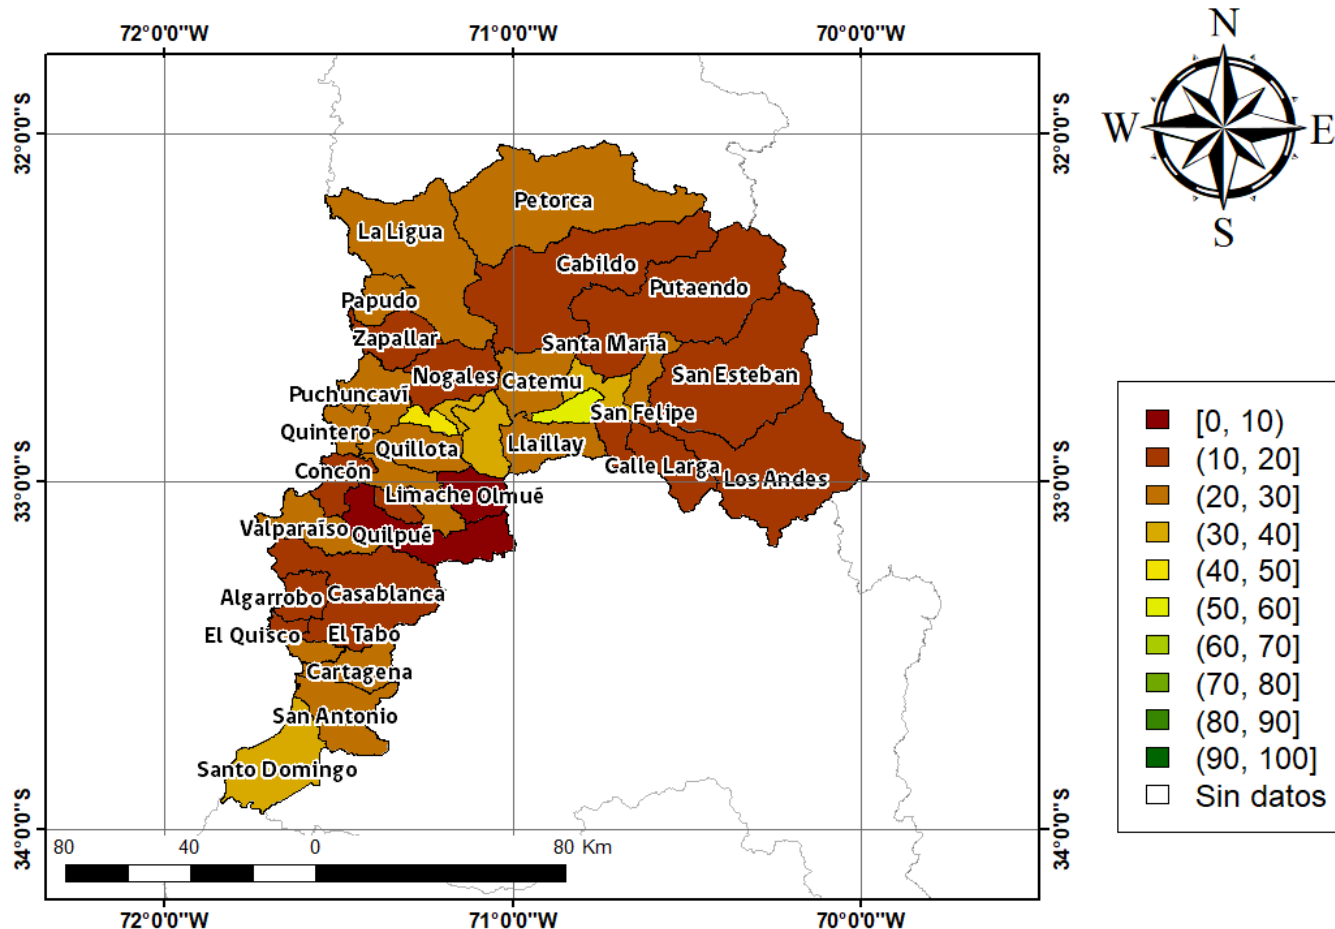 72°0'0"W
71°0'0"W
70°0'0"W
N
W
E
S
32°0'0"S
32°0'0"S
Petorca
La Ligua
Cabildo
Putaendo
Papudo
Zapallar
Santa María
Nogales
Catemu
San Esteban
Puchuncaví
San Felipe
Quintero
Quillota
Llaillay
Concón
Calle Larga
Los Andes
33°0'0"S
33°0'0"S
Limache
Olmué
Valparaíso
Quilpué
Algarrobo
Casablanca
El Quisco
El Tabo
Cartagena
San Antonio
Santo Domingo
34°0'0"S
34°0'0"S
80
40
0
80 Km
72°0'0"W
71°0'0"W
70°0'0"W
[0, 10)
(10, 20]
(20, 30]
(30, 40]
(40, 50]
(50, 60]
(60, 70]
(70, 80]
(80, 90]
(90, 100]
Sin datos